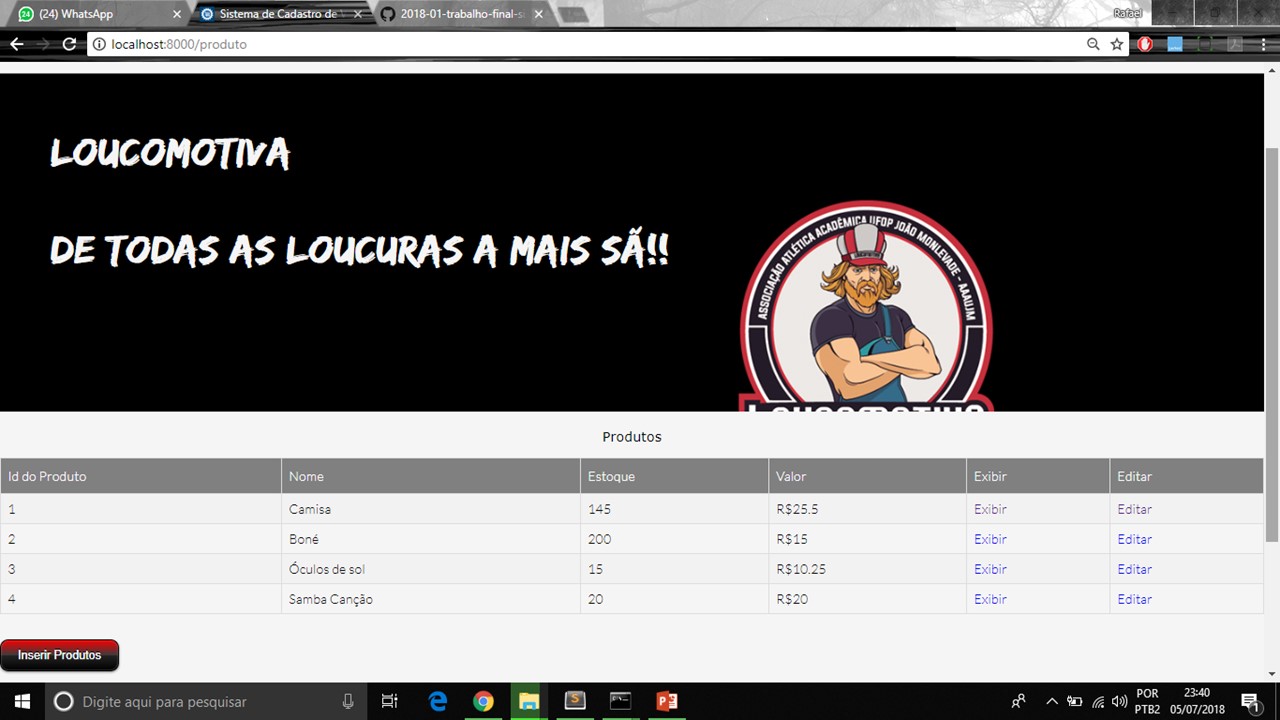 24 (24) WhatsApp
Sistema de Cadastro de
2018-01-trabalho-final-s
Rafael
localhost:8000/produto
LOUCOMOTIVA
DE TODAS AS LOUCURAS A MAIS SÃ!!
ASSOCIAÇÃO ATLÉTICA ACADÊMICA UFOP JOÃO MONLEVADE - AAAUJM
Produtos
Id do Produto Nome Estoque Valor Exibir Editar
1 Camisa 145 R$25.5 Exibir Editar
2 Boné 200 R$15 Exibir Editar
3 Óculos de sol 15 R$10.25 Exibir Editar
4 Samba Canção 20 R$20 Exibir Editar
Inserir Produtos
Digite aqui para pesquisar
POR
PTB2
23:40
05/07/2018
1